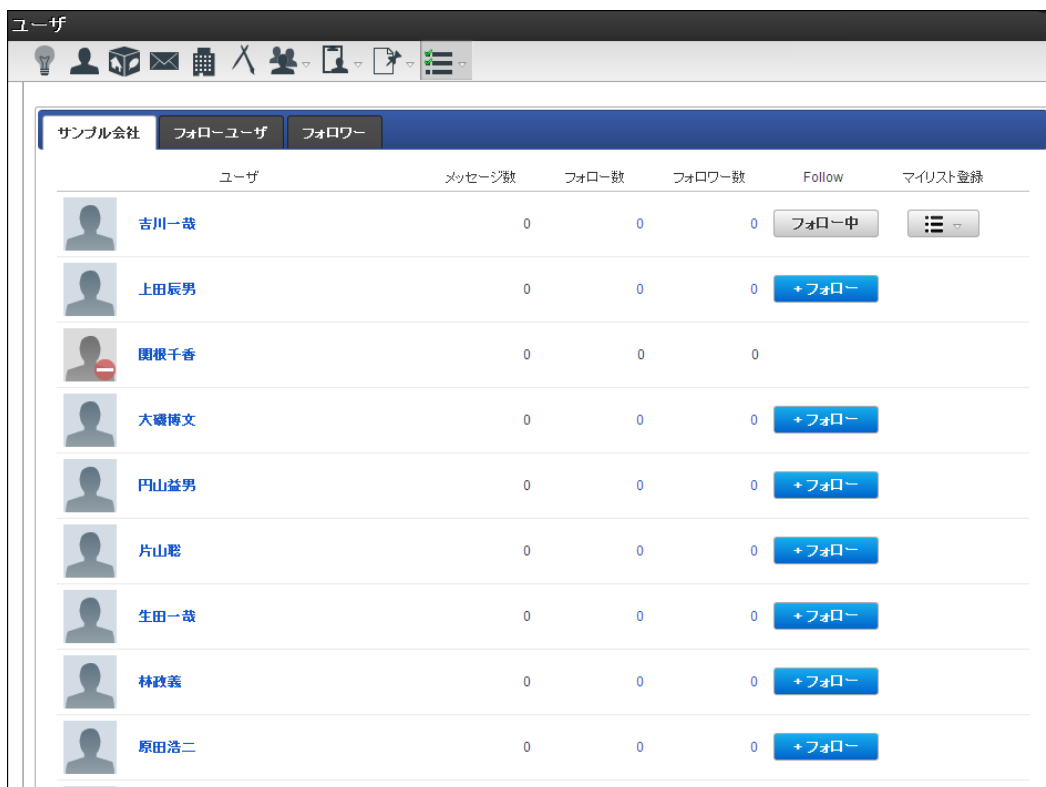 ユーザ
サンプル会社 フォローユーザ フォロワー
ユーザ メッセージ数 フォロー数 フォロワー数 Follow マイリスト登録
吉川一哉 0 0 0 フォロー中
上田辰男 0 0 0 +フォロー
関根千香 0 0 0
大磯博文 0 0 0 +フォロー
円山益男 0 0 0 +フォロー
片山聡 0 0 0 +フォロー
生田一哉 0 0 0 +フォロー
林政義 0 0 0 +フォロー
原田浩二 0 0 0 +フォロー